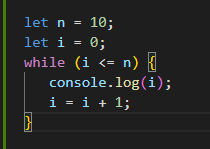 let n = 10;
let i = 0;
while (i <= n) {
    console.log(i);
    i = i + 1;
}